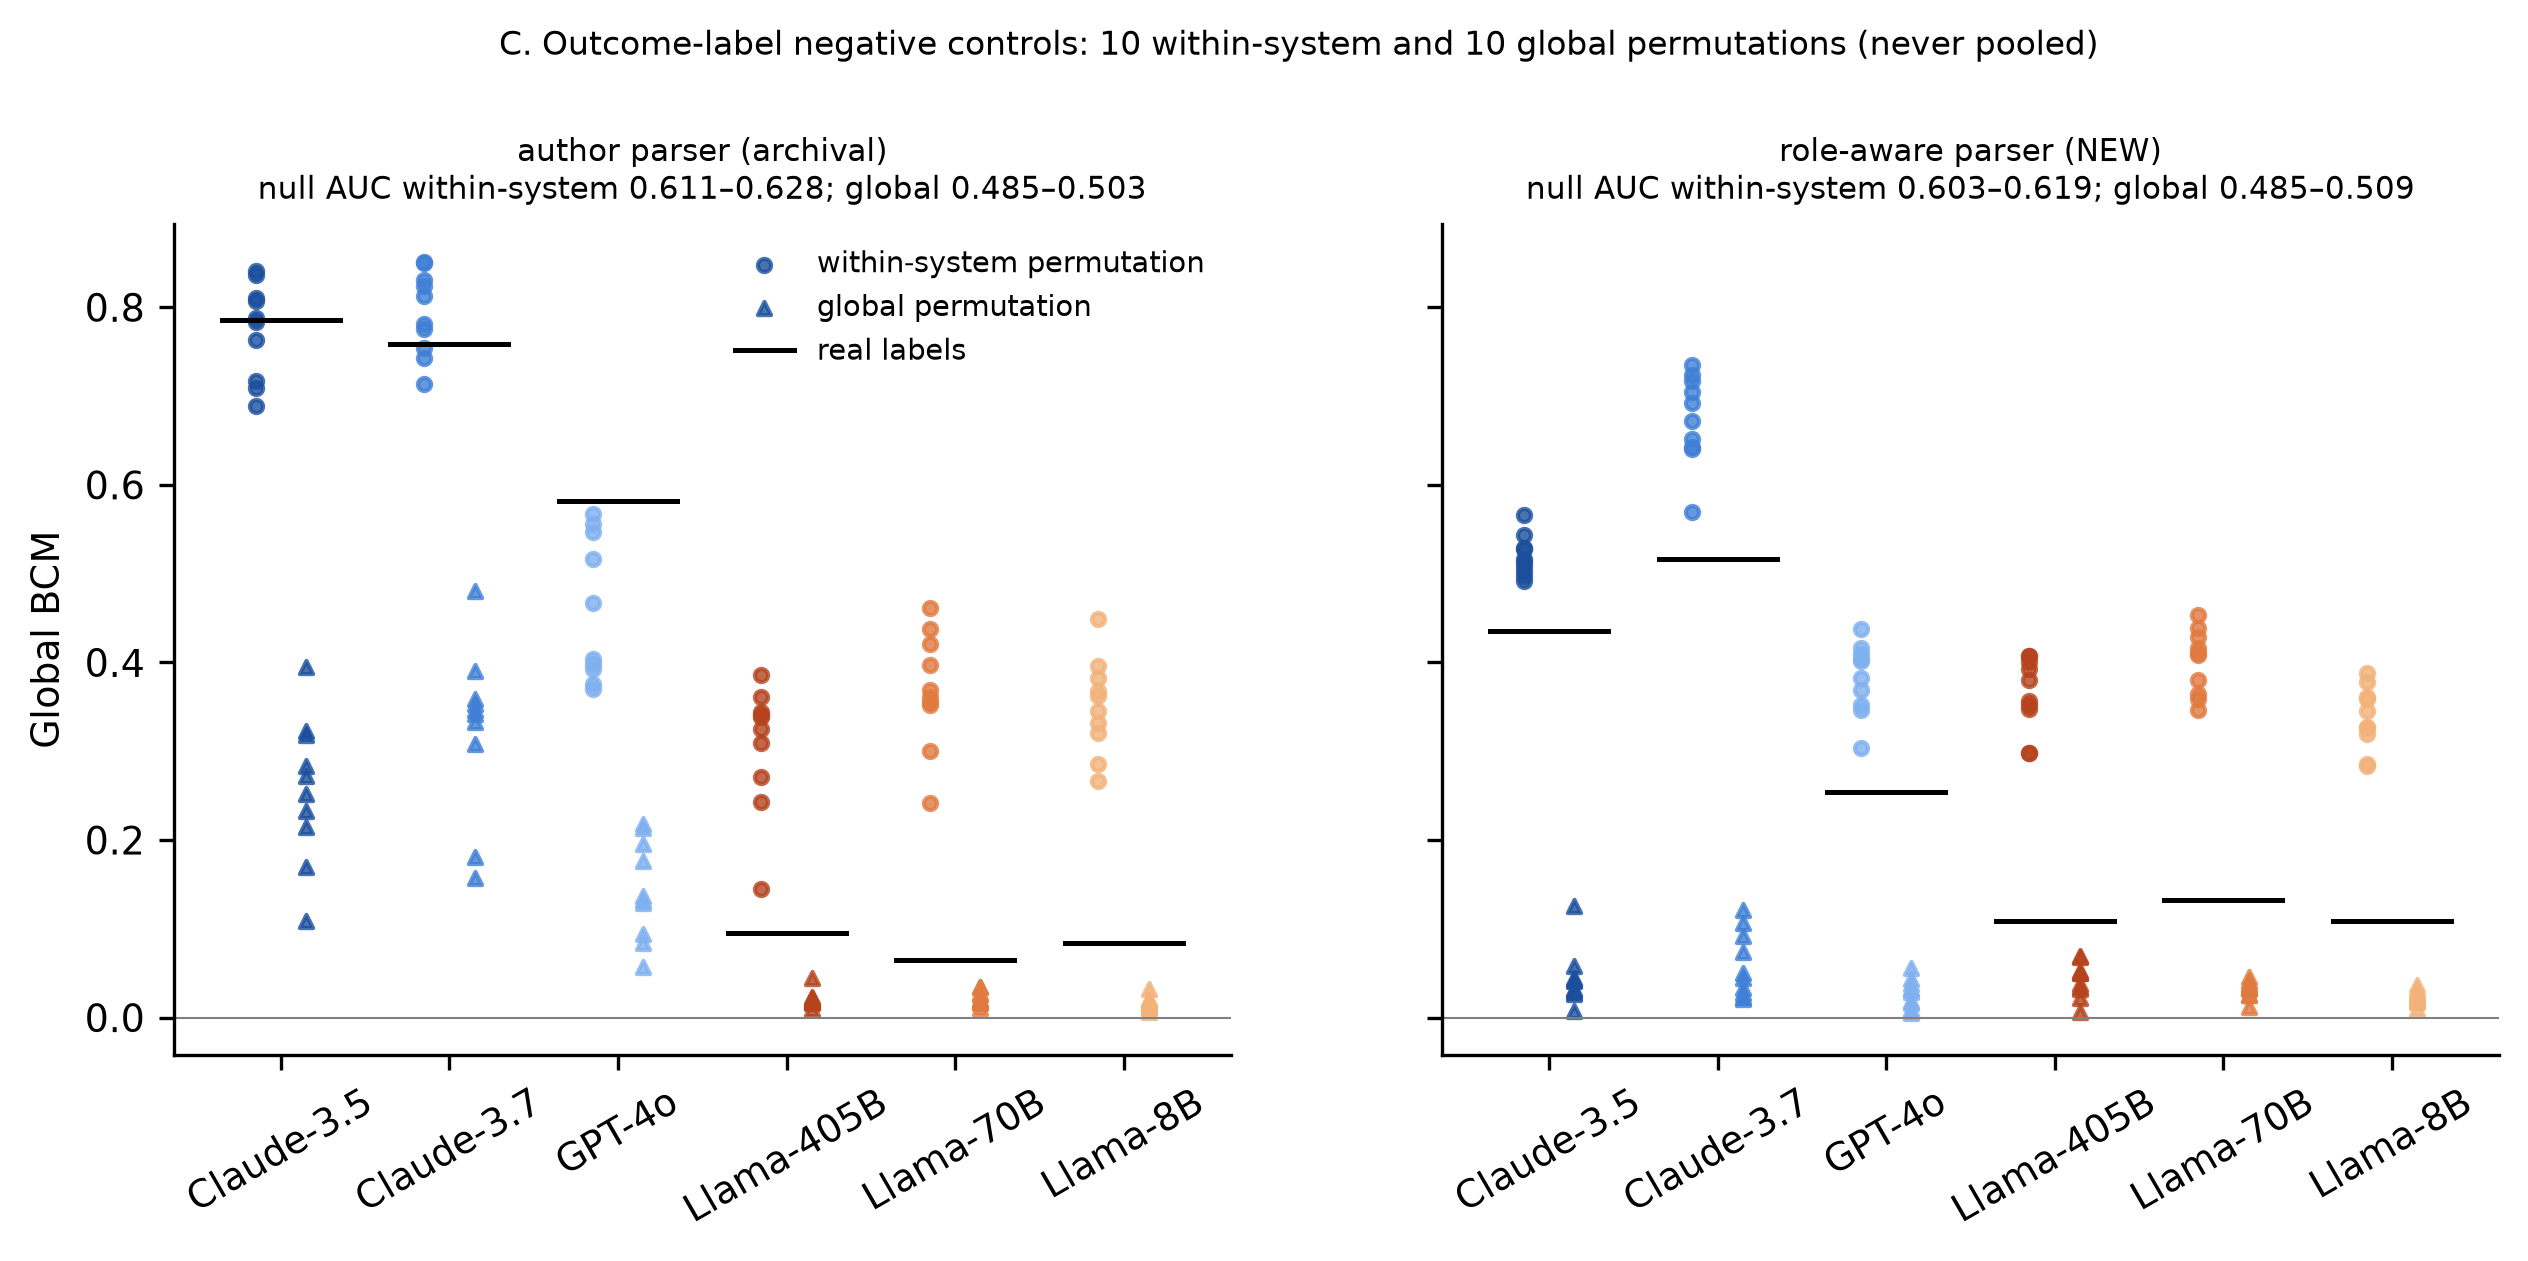 C. Outcome-label negative controls: 10 within-system and 10 global permutations (never pooled)
author parser (archival)
null AUC within-system 0.611–0.628; global 0.485–0.503
role-aware parser (NEW)
null AUC within-system 0.603–0.619; global 0.485–0.509
within-system permutation
global permutation
real labels
Global BCM
0.8
0.6
0.4
0.2
0.0
Claude-3.5
Claude-3.7
GPT-4o
Llama-405B
Llama-70B
Llama-8B
Claude-3.5
Claude-3.7
GPT-4o
Llama-405B
Llama-70B
Llama-8B